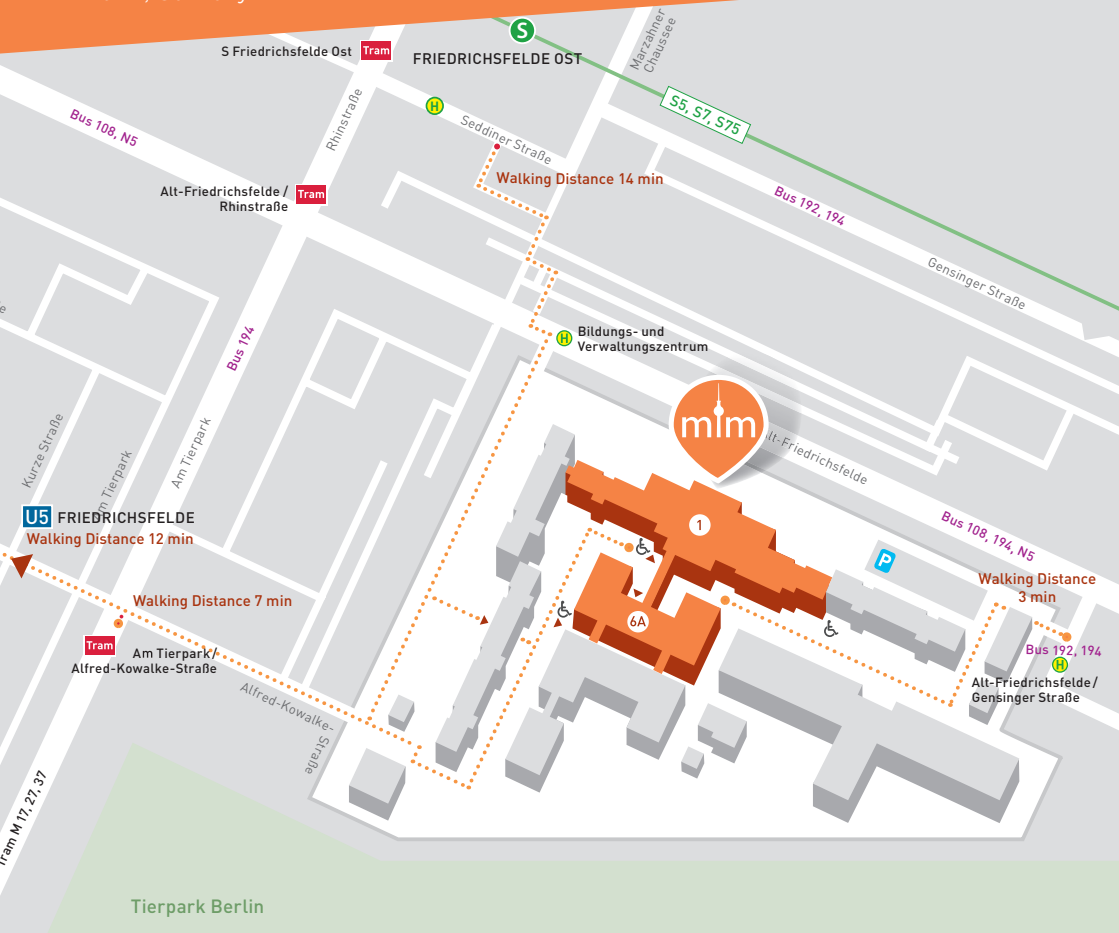 S Friedrichsfelde Ost
Tram
S
FRIEDRICHSFELDE OST
Marzahner
Chaussee
S5, S7, S75
Bus 108, N5
Rhinstraße
H
Seddiner Straße
Walking Distance 14 min
Bus 192, 194
Gensinger Straße
Alt-Friedrichsfelde /
Rhinstraße
Tram
Bus 194
H
Bildungs- und
Verwaltungszentrum
mim
Alt-Friedrichsfelde
Bus 108, 194, N5
Kurze Straße
Am Tierpark
Am Tierpark
U5
FRIEDRICHSFELDE
Walking Distance 12 min
1
P
Walking Distance
3 min
Walking Distance 7 min
6A
Tram
Am Tierpark/
Alfred-Kowalke-Straße
Bus 192, 194
H
Alt-Friedrichsfelde /
Gensinger Straße
Alfred-Kowalke-
Straße
Tram M 17, 27, 37
Tierpark Berlin